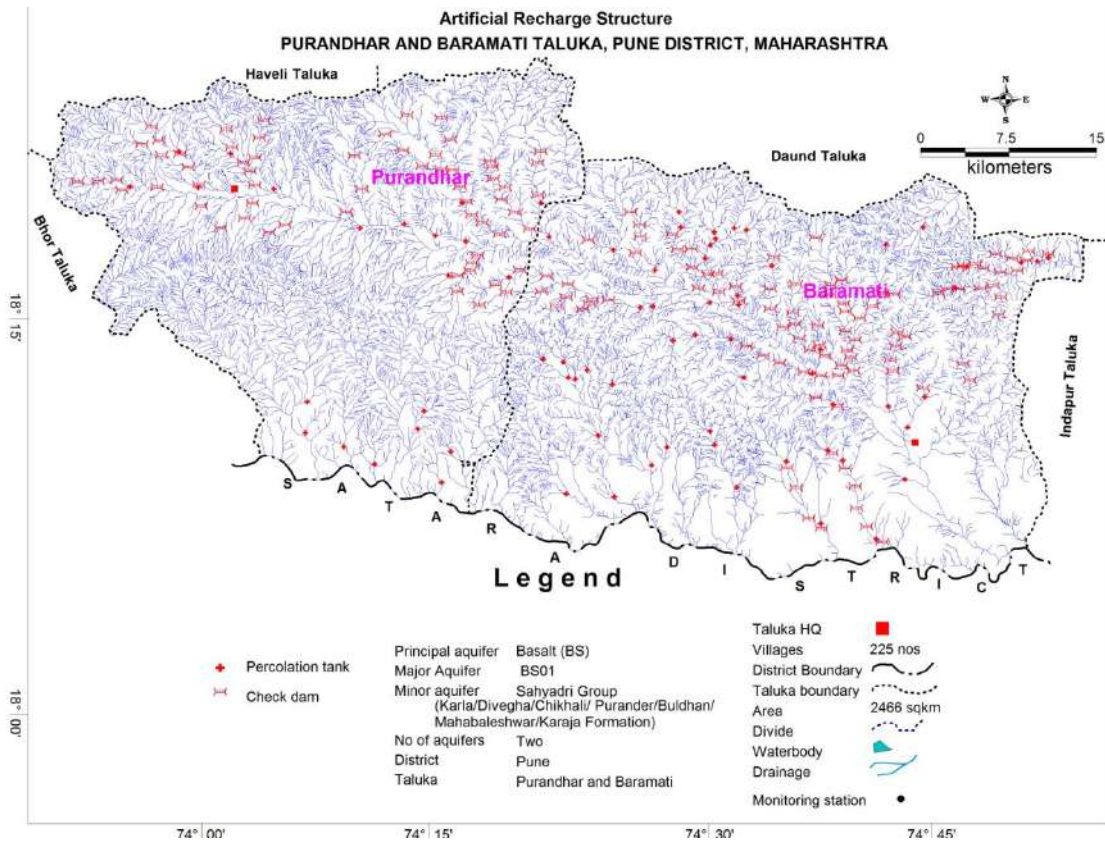 Artificial Recharge Structure
PURANDHAR AND BARAMATI TALUKA, PUNE DISTRICT, MAHARASHTRA
Haveli Taluka
N
W E
S
0 7.5 15
kilometers
Daund Taluka
Purandhar
Bhor Taluka
Baramati
18° 15'
Indapur Taluka
S A T A R A D I S T R I C T
Legend
Percolation tank
Check dam
Principal aquifer Basalt (BS)
Major Aquifer BS01
Minor aquifer Sahyadri Group
(Karla/Divegha/Chikhali/ Purander/Buldhan/
Mahabaleshwar/Karaja Formation)
No of aquifers Two
District Pune
Taluka Purandhar and Baramati
Taluka HQ
Villages 225 nos
District Boundary
Taluka boundary
Area 2466 sqkm
Divide
Waterbody
Drainage
Monitoring station
18° 00'
74° 00' 74° 15' 74° 30' 74° 45'